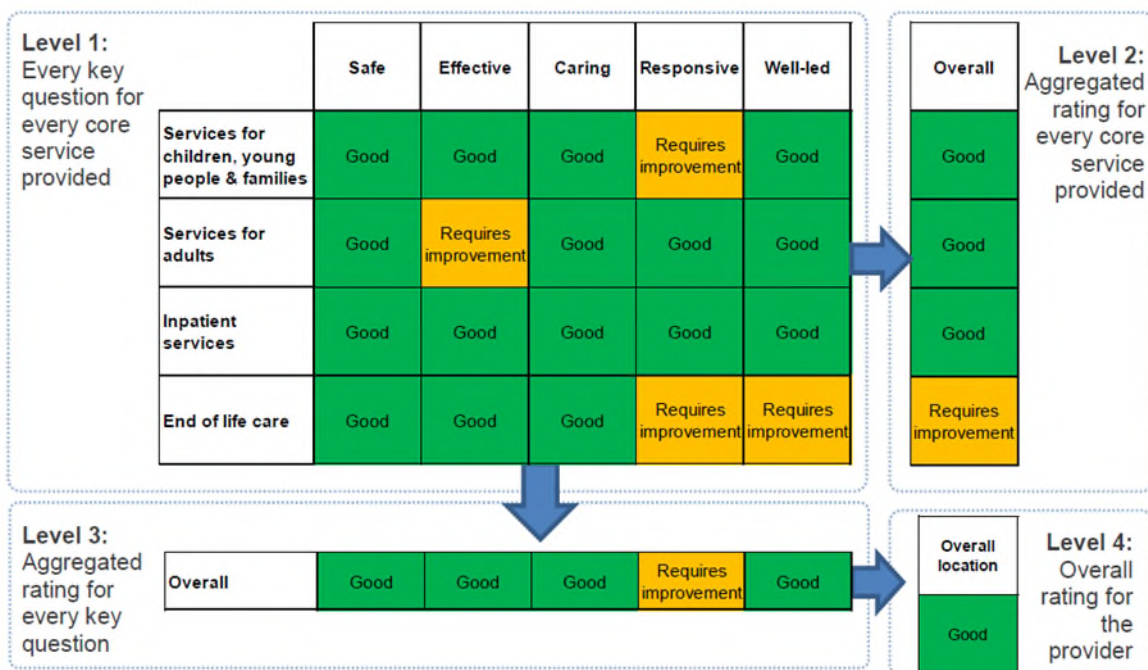 Level 1:
Every key
question for
every core
service
provided
Safe
Effective
Caring
Responsive
Well-led
Services for
children, young
people & families
Good
Good
Good
Requires
improvement
Good
Services for
adults
Good
Requires
improvement
Good
Good
Good
Inpatient
services
Good
Good
Good
Good
Good
End of life care
Good
Good
Good
Requires
improvement
Requires
improvement
Overall
Good
Good
Good
Requires
improvement
Level 2:
Aggregated
rating for
every core
service
provided
Level 3:
Aggregated
rating for
every key
question
Overall
Good
Good
Good
Requires
improvement
Good
Overall
location
Good
Level 4:
Overall
rating for
the
provider